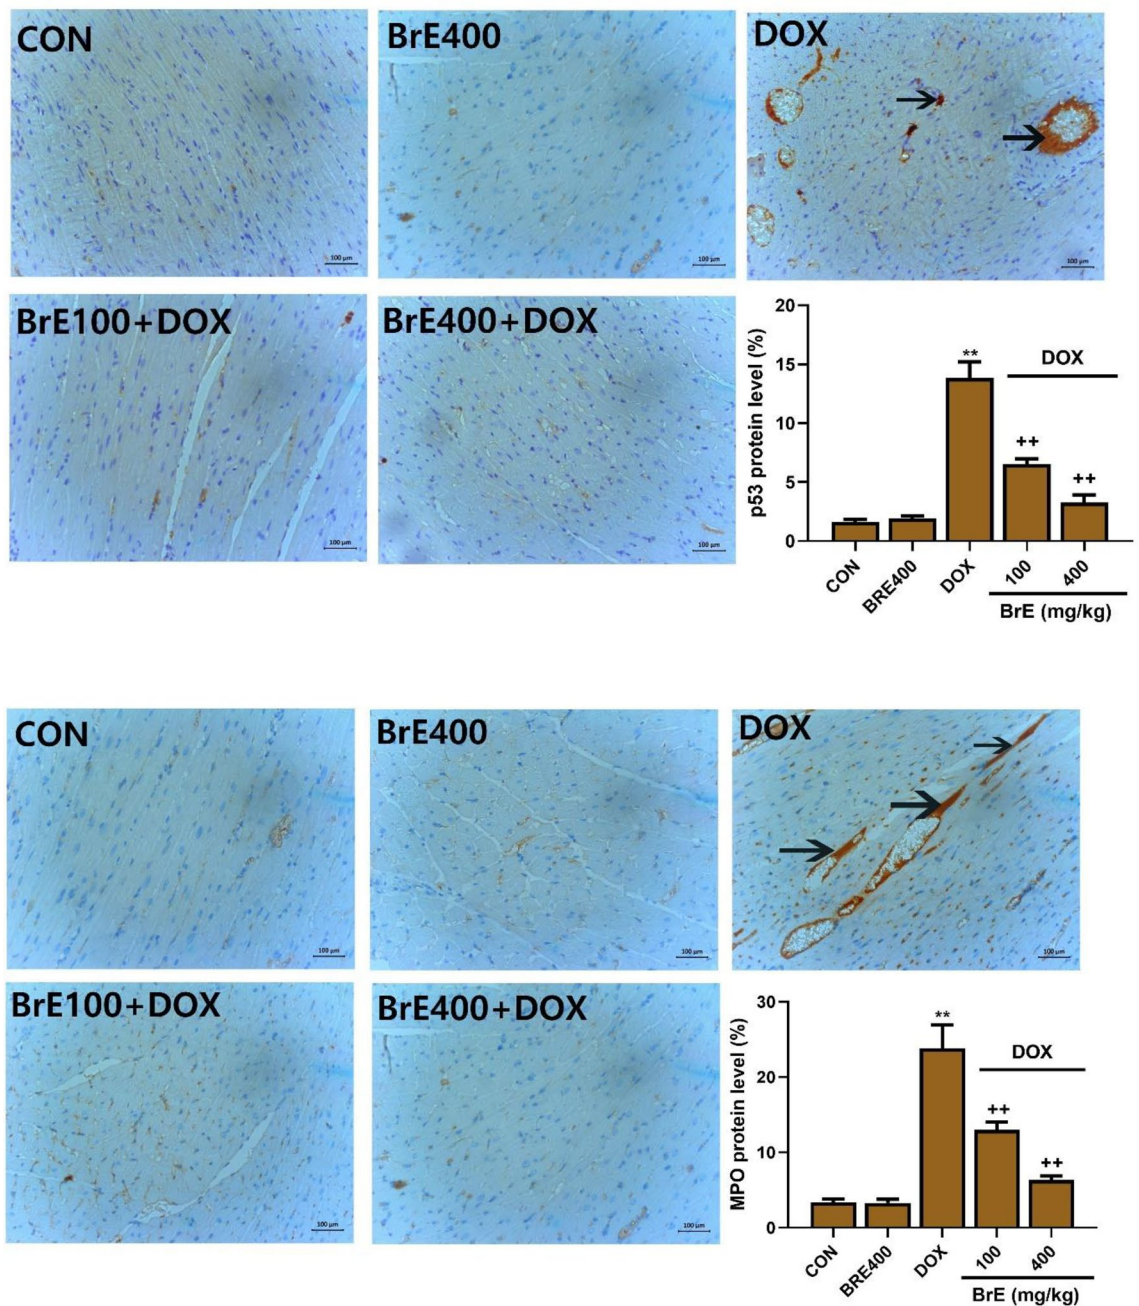 CON
BrE400
DOX
100 µm
100 µm
100 µm
BrE100+DOX
BrE400+DOX
100 µm
100 µm
p53 protein level (%)
20
15
10
5
0
**
DOX
++
++
CON
BRE400
DOX
100
400
BrE (mg/kg)
CON
BrE400
DOX
100 µm
100 µm
100 µm
BrE100+DOX
BrE400+DOX
100 µm
100 µm
MPO protein level (%)
30
20
10
0
**
DOX
++
++
CON
BRE400
DOX
100
400
BrE (mg/kg)